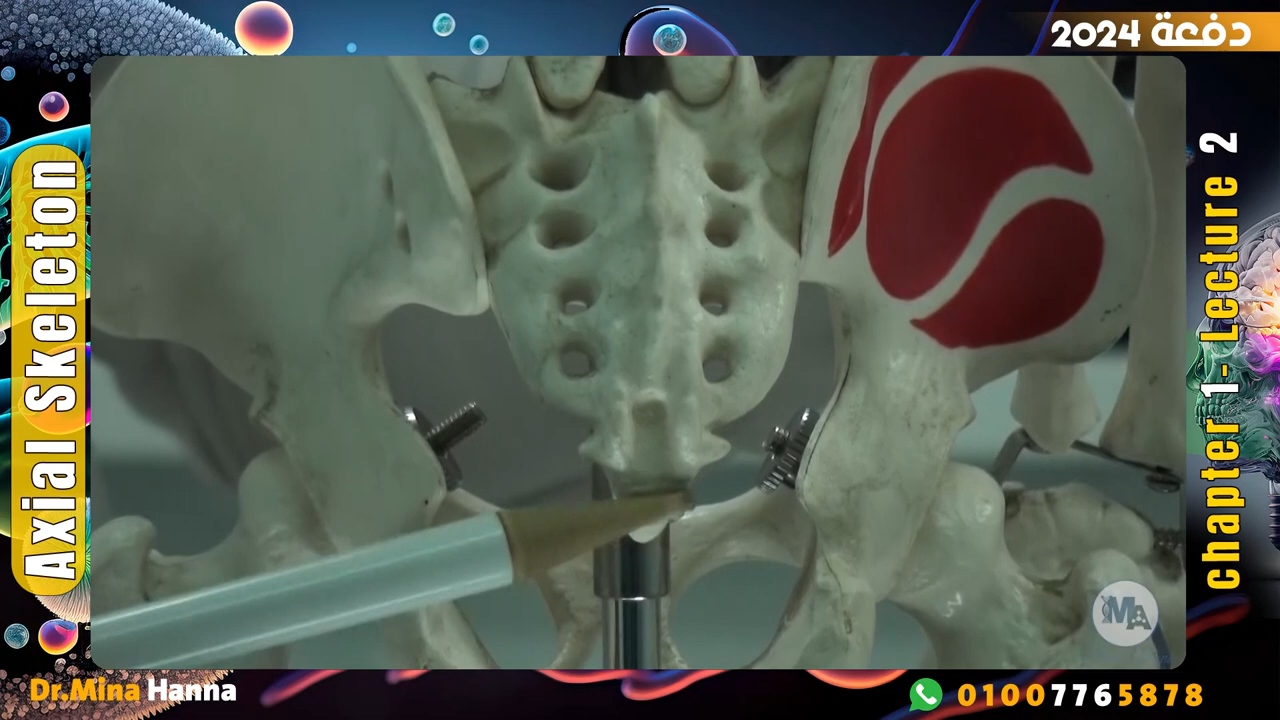 دفعة 2024
Axial Skeleton
chapter 1- Lecture 2
MA
Dr.Mina Hanna
01007765878